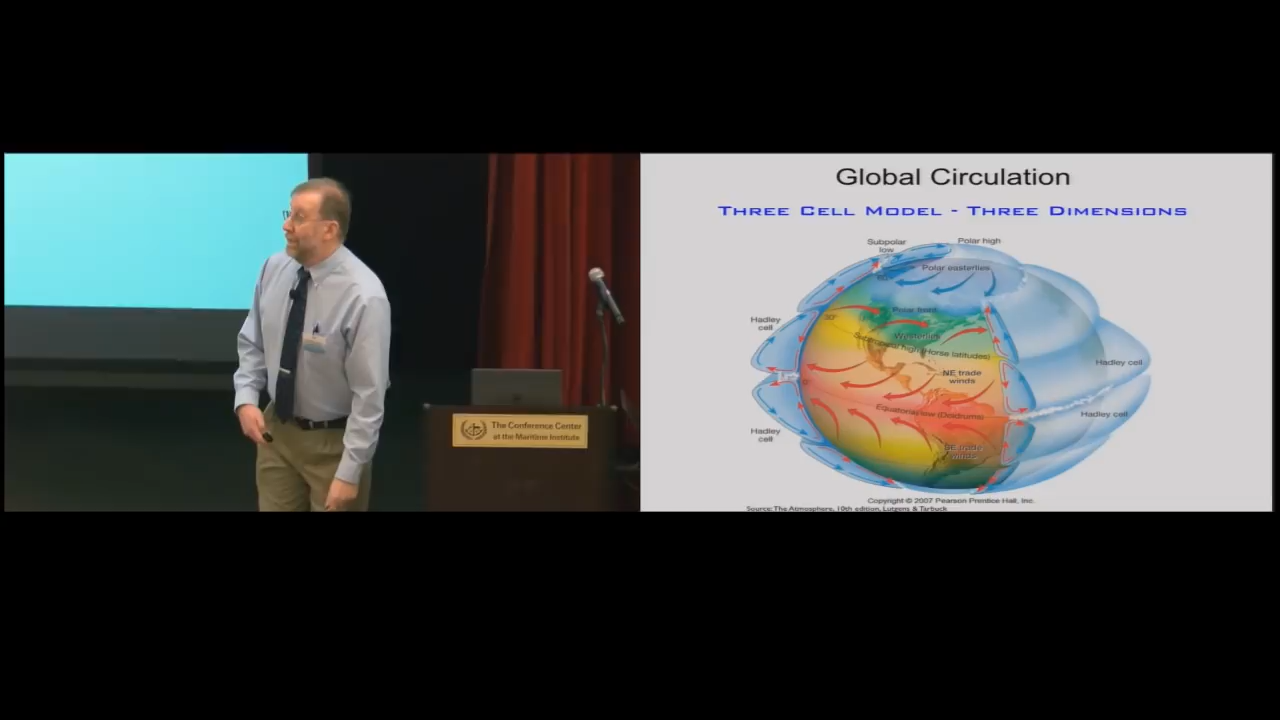 The Conference Center
at the Maritime Institute
Global Circulation
THREE CELL MODEL - THREE DIMENSIONS
Subpolar
low
Polar high
Polar easterlies
60°
Hadley
cell
30°
Polar front
Westerlies
Subtropical high (Horse latitudes)
Hadley cell
NE trade
winds
0°
Equatorial low (Doldrums)
Hadley cell
Hadley
cell
SE trade
winds
Copyright © 2007 Pearson Prentice Hall, Inc.
Source: The Atmosphere, 10th edition, Lutgens & Tarbuck